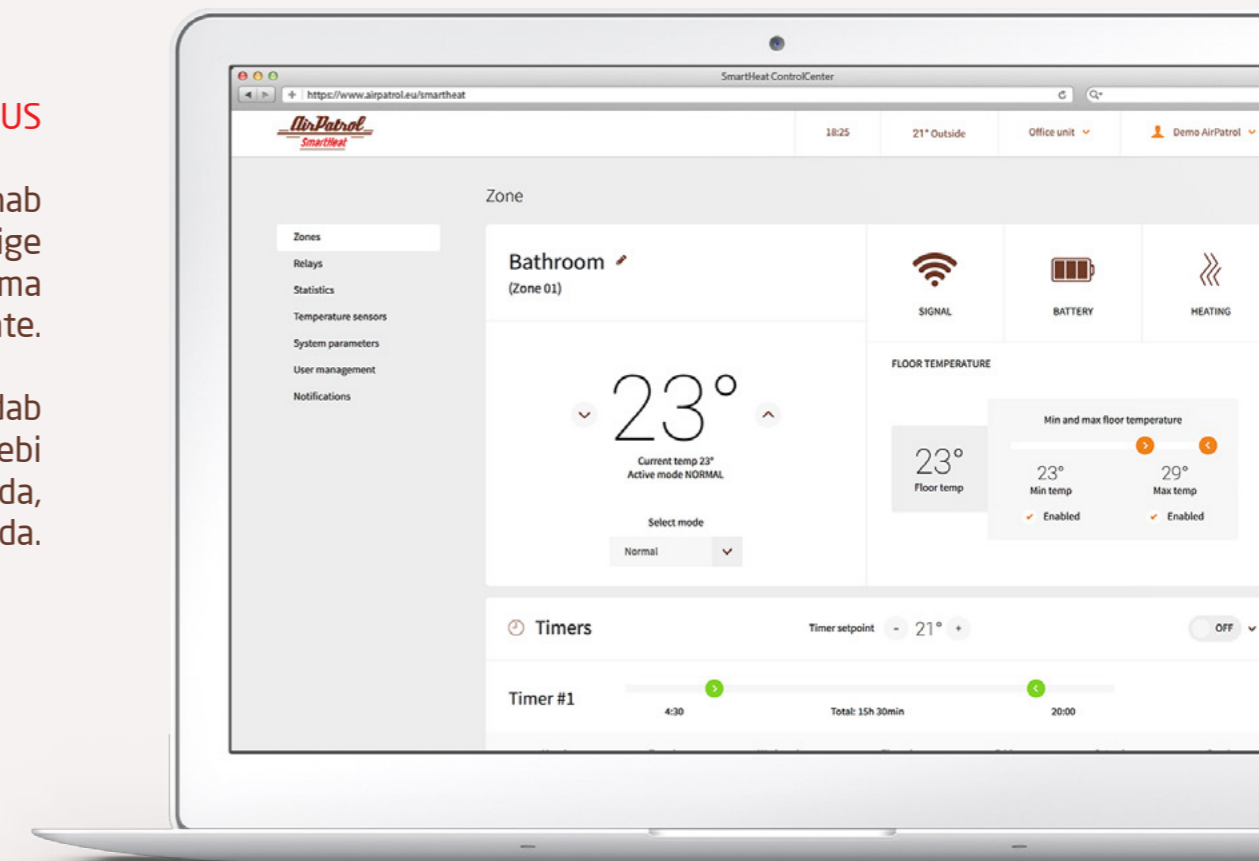 US
nab
ige
ma
te.
dab
ebi
da,
da.
SmartHeat ControlCenter
+ https://www.airpatrol.eu/smartheat
AirPatrol
SmartHeat
18:25
21° Outside
Office unit
Demo AirPatrol
Zone
Zones
Relays
Statistics
Temperature sensors
System parameters
User management
Notifications
Bathroom
(Zone 01)
SIGNAL
BATTERY
HEATING
23°
Current temp 23°
Active mode NORMAL
Select mode
Normal
FLOOR TEMPERATURE
23°
Floor temp
Min and max floor temperature
23°
Min temp
Enabled
29°
Max temp
Enabled
Timers
Timer setpoint - 21° +
OFF
Timer #1
4:30
Total: 15h 30min
20:00